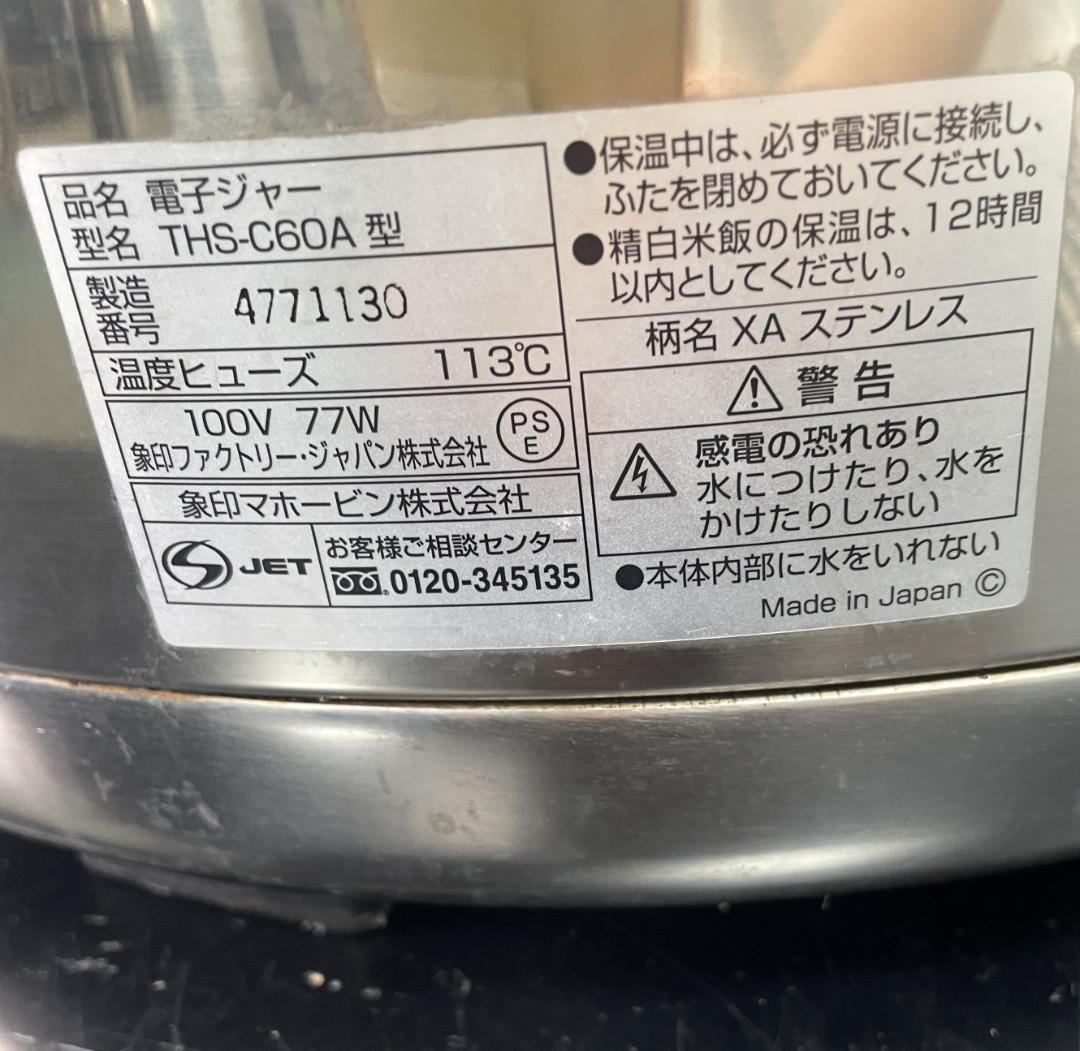 品名 電子ジャー
型名 THS-C60A 型
製造番号 4771130
温度ヒューズ 113℃
100V 77W
象印ファクトリー・ジャパン株式会社
PS
E
象印マホービン株式会社
JET
お客様ご相談センター
0120-345135
●保温中は、必ず電源に接続し、
ふたを閉めておいてください。
●精白米飯の保温は、12時間
以内としてください。
柄名 XA ステンレス
警告
感電の恐れあり
水につけたり、水を
かけたりしない
●本体内部に水をいれない
Made in Japan Ⓒ